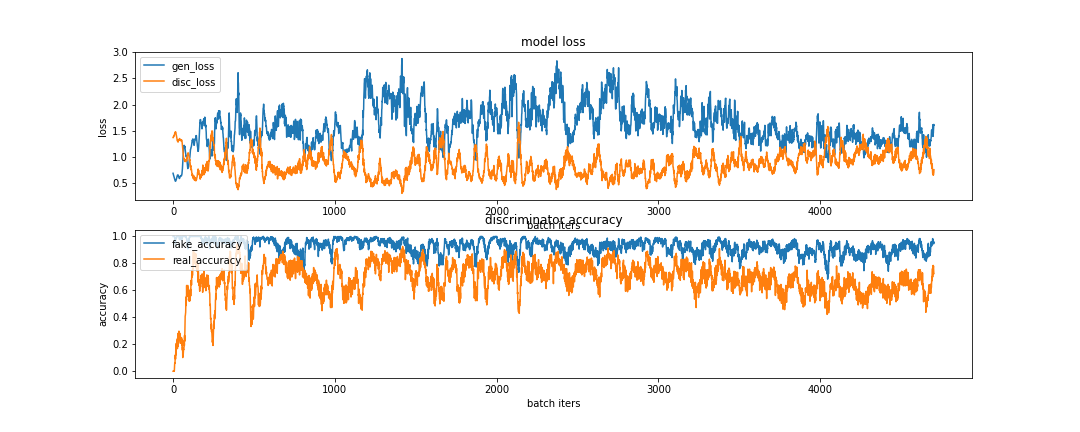 model loss
3.0
2.5
2.0
1.5
1.0
0.5
loss
gen_loss
disc_loss
0 1000 2000 3000 4000
batch iters
discriminator accuracy
1.0
0.8
0.6
0.4
0.2
0.0
accuracy
fake_accuracy
real_accuracy
0 1000 2000 3000 4000
batch iters